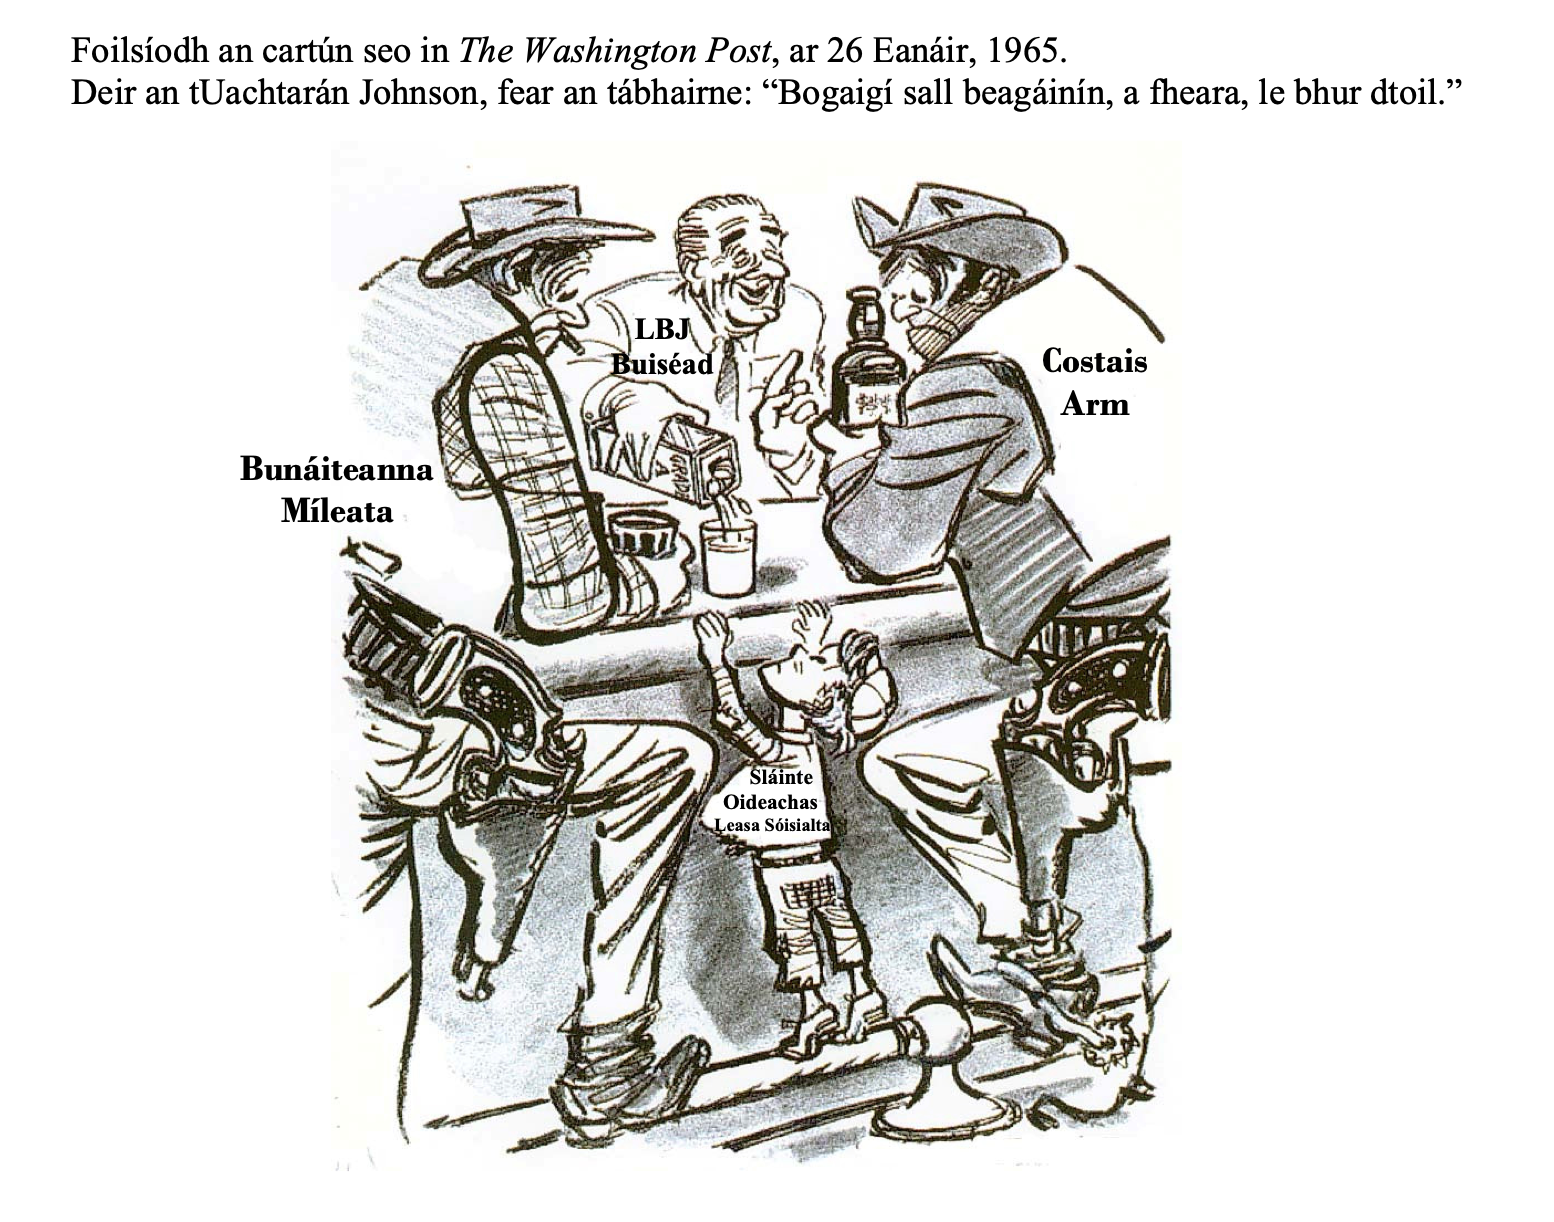 Foilsíodh an cartún seo in The Washington Post, ar 26 Eanáir, 1965.
Deir an tUachtarán Johnson, fear an tábhairne: “Bogaigí sall beagáinín, a fheara, le bhur dtoil.”
LBJ
Buiséad
Costais
Arm
Bunáiteanna
Míleata
Sláinte
Oideachas
Leasa Sóisialta